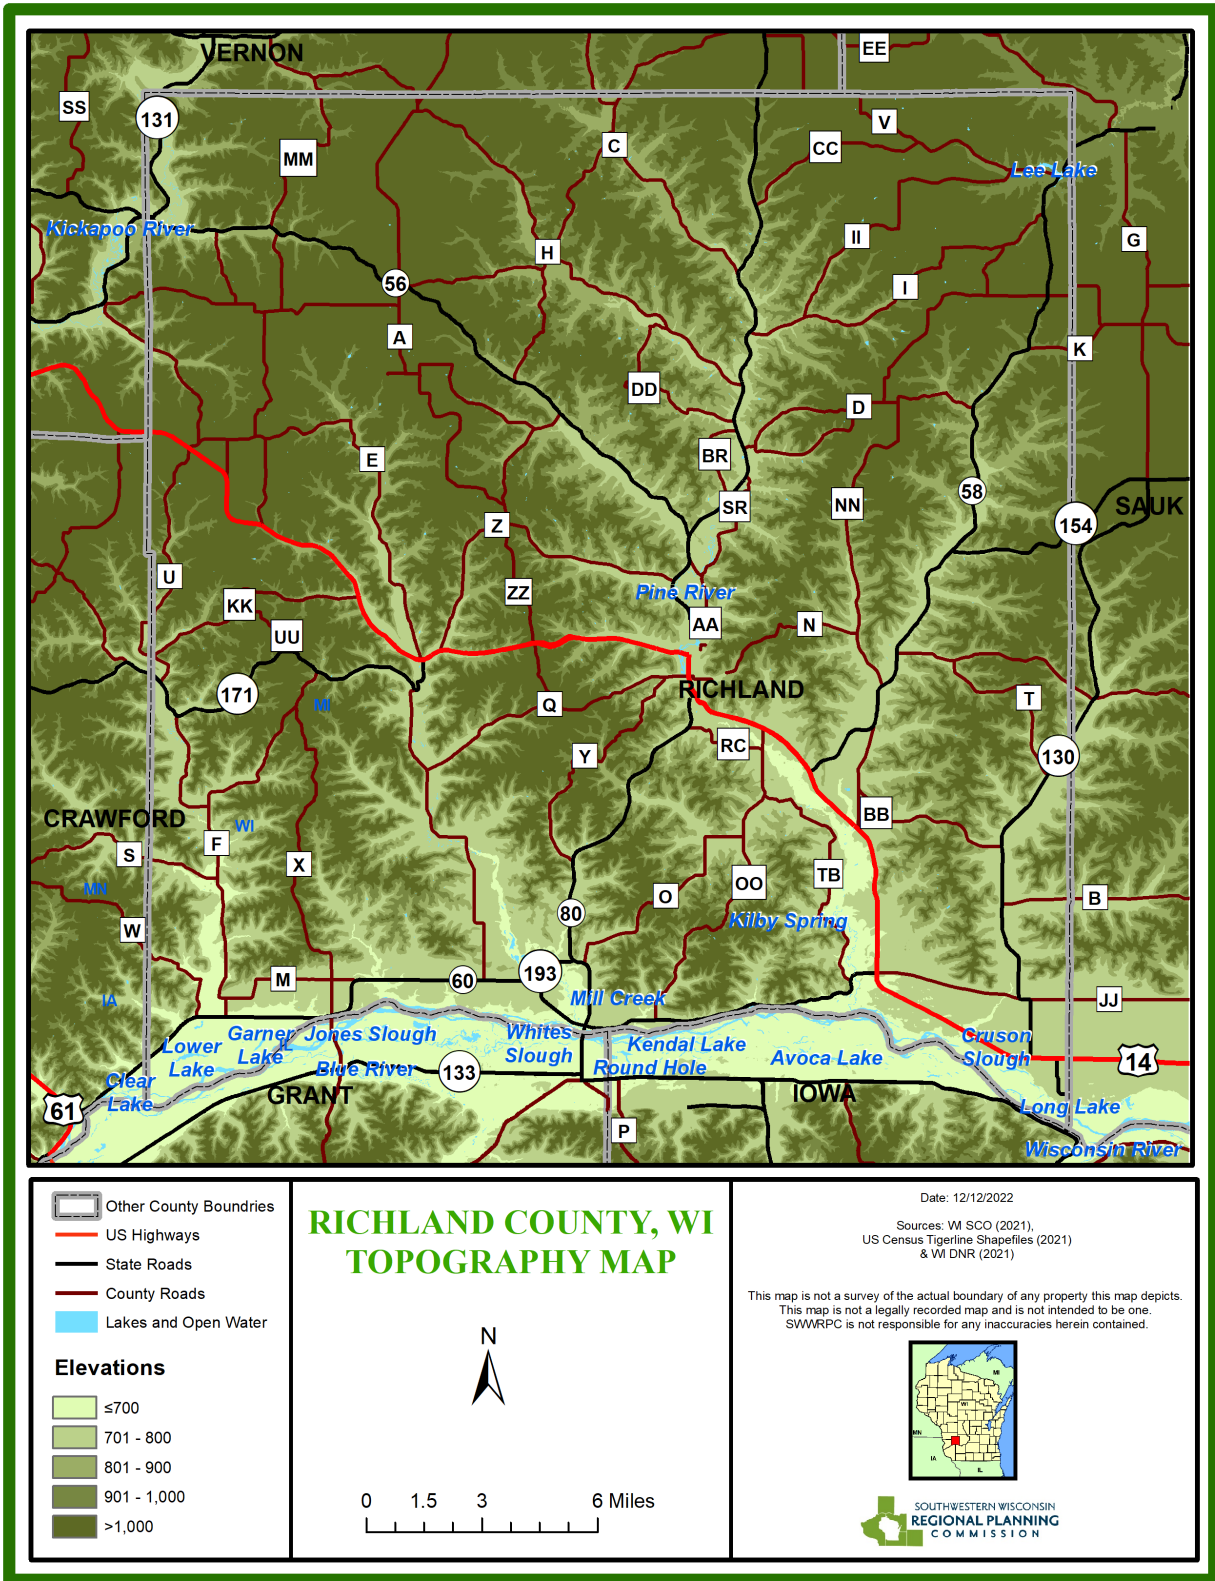 VERNON
EE
SS
131
V
C
CC
MM
Lee Lake
Kickapoo River
II
G
H
56
I
A
K
DD
D
BR
E
58
SR
NN
SAUK
154
Z
U
ZZ
Pine River
KK
AA
N
UU
RICHLAND
171
T
MI
Q
RC
Y
130
BB
CRAWFORD
WI
F
S
X
TB
OO
MN
O
B
80
Kilby Spring
W
193
M
60
IA
Mill Creek
JJ
Garner
Lake
Jones Slough
Whites
Slough
Cruson
Slough
Lower
Lake
IL
Kendal Lake
Avoca Lake
14
Blue River
133
Round Hole
Clear
Lake
GRANT
IOWA
61
Long Lake
P
Wisconsin River
Other County Boundries
US Highways
State Roads
County Roads
Lakes and Open Water
Elevations
≤700
701 - 800
801 - 900
901 - 1,000
>1,000
RICHLAND COUNTY, WI
TOPOGRAPHY MAP
N
0 1.5 3 6 Miles
Date: 12/12/2022
Sources: WI SCO (2021),
US Census Tigerline Shapefiles (2021)
& WI DNR (2021)
This map is not a survey of the actual boundary of any property this map depicts.
This map is not a legally recorded map and is not intended to be one.
SWWRPC is not responsible for any inaccuracies herein contained.
MI
WI
MN
IA
IL
SOUTHWESTERN WISCONSIN
REGIONAL PLANNING
COMMISSION